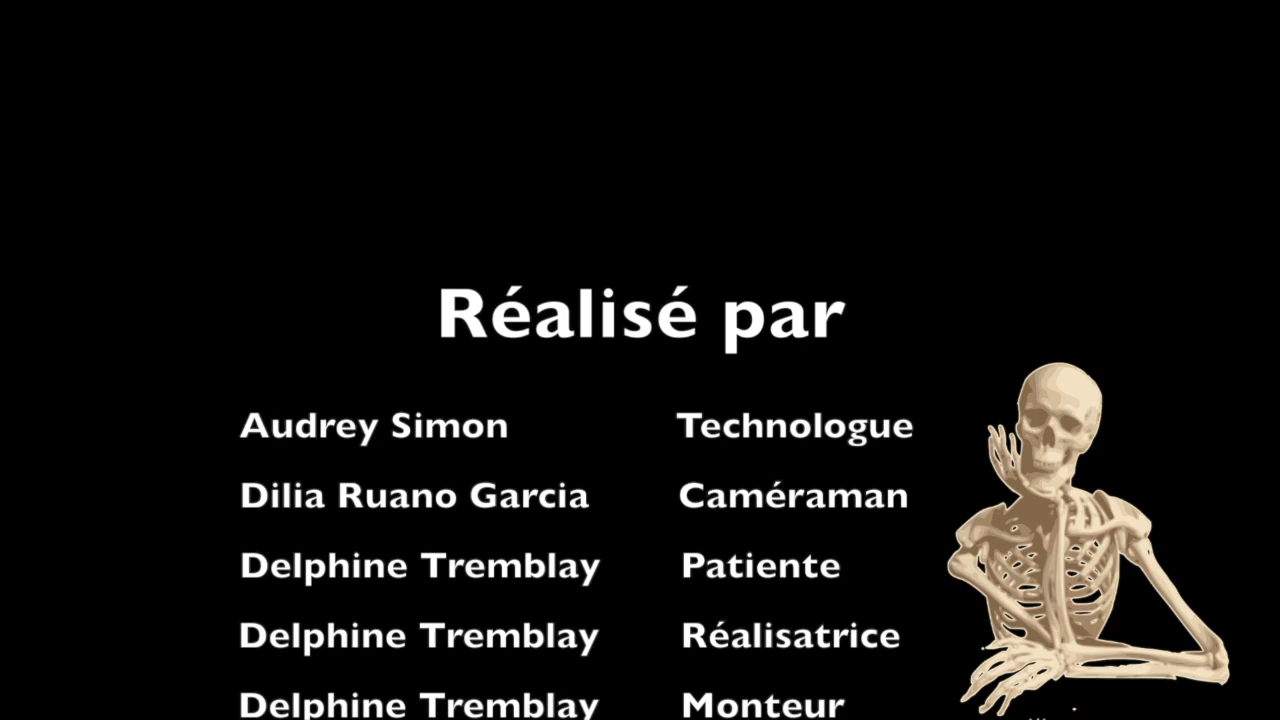 Réalisé par
Audrey Simon Technologue
Dilia Ruano Garcia Caméraman
Delphine Tremblay Patiente
Delphine Tremblay Réalisatrice
Delphine Tremblay Monteur